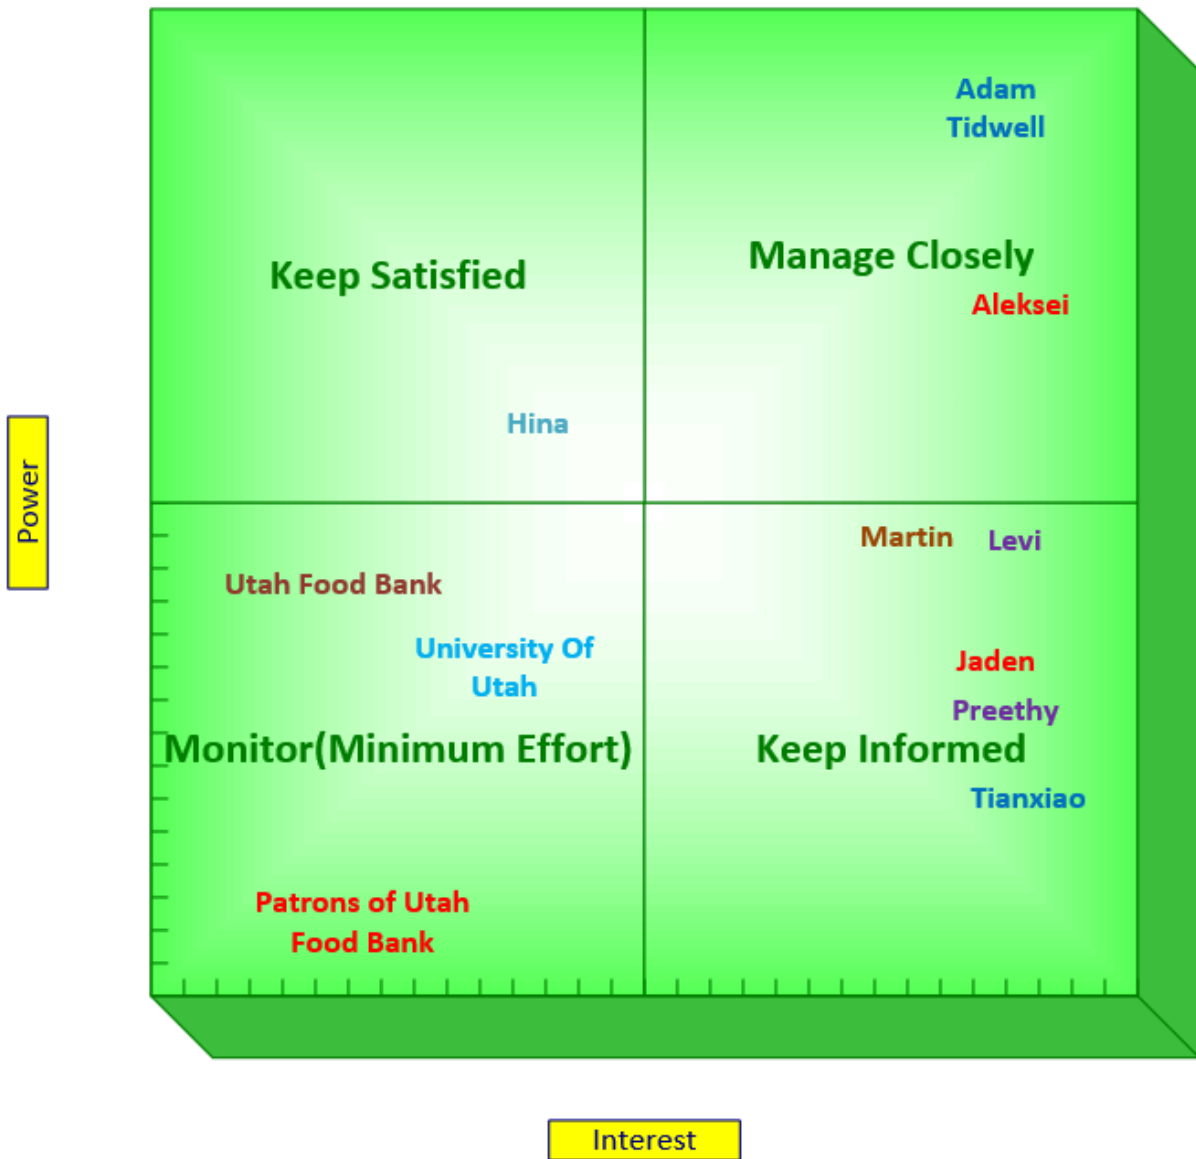 Adam
Tidwell
Keep Satisfied
Manage Closely
Aleksei
Hina
Power
Martin
Levi
Utah Food Bank
University Of
Utah
Jaden
Preethy
Monitor(Minimum Effort)
Keep Informed
Tianxiao
Patrons of Utah
Food Bank
Interest